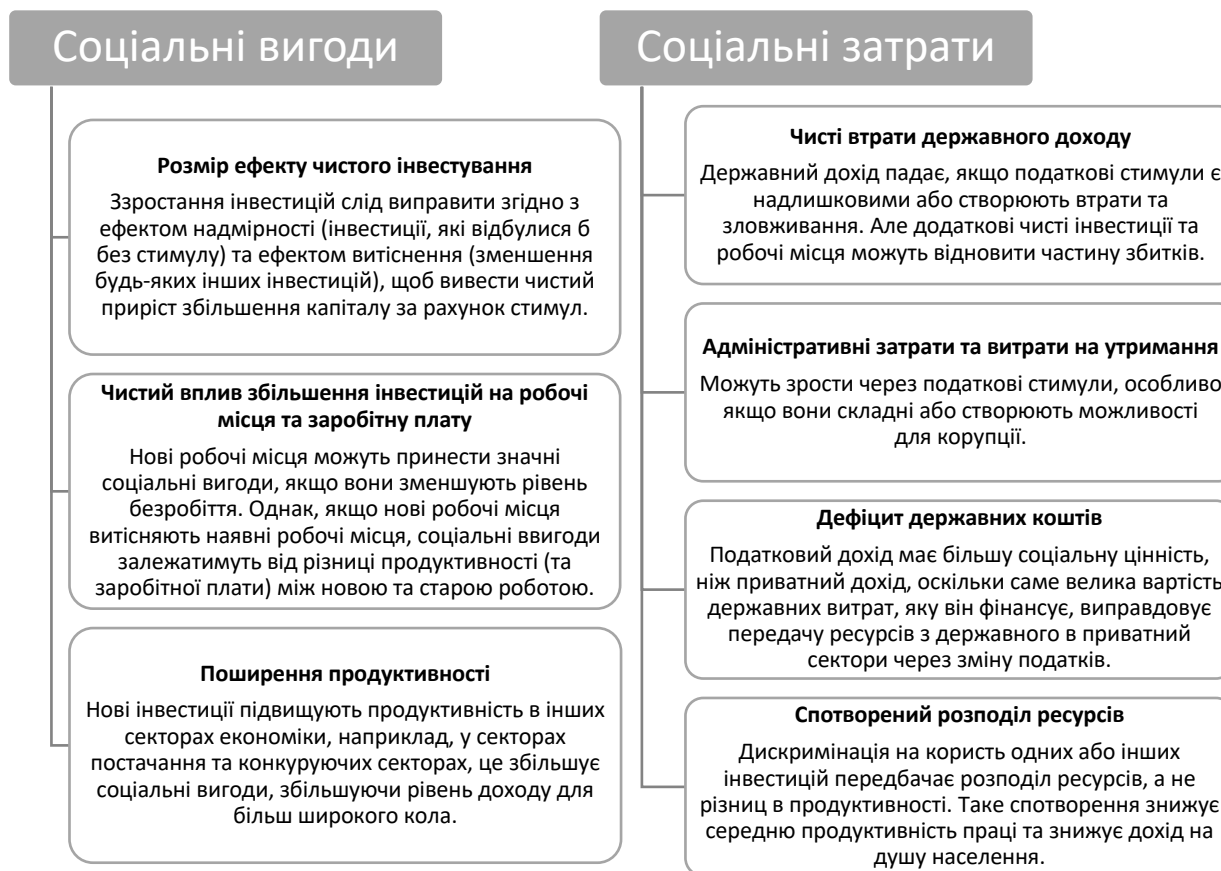 Соціальні вигоди
Розмір ефекту чистого інвестування
Ззростання інвестицій слід виправити згідно з
ефектом надмірності (інвестиції, які відбулися б
без стимулу) та ефектом витіснення (зменшення
будь-яких інших інвестицій), щоб вивести чистий
приріст збільшення капіталу за рахунок стимул.
Чистий вплив збільшення інвестицій на робочі
місця та заробітну плату
Нові робочі місця можуть принести значні
соціальні вигоди, якщо вони зменшують рівень
безробіття. Однак, якщо нові робочі місця
витісняють наявні робочі місця, соціальні ввигоди
залежатимуть від різниці продуктивності (та
заробітної плати) між новою та старою роботою.
Поширення продуктивності
Нові інвестиції підвищують продуктивність в інших
секторах економіки, наприклад, у секторах
постачання та конкуруючих секторах, це збільшує
соціальні вигоди, збільшуючи рівень доходу для
більш широкого кола.
Соціальні затрати
Чисті втрати державного доходу
Державний дохід падає, якщо податкові стимули є
надлишковими або створюють втрати та
зловживання. Але додаткові чисті інвестиції та
робочі місця можуть відновити частину збитків.
Адміністративні затрати та витрати на утримання
Можуть зрости через податкові стимули, особливо
якщо вони складні або створюють можливості
для корупції.
Дефіцит державних коштів
Податковий дохід має більшу соціальну цінність,
ніж приватний дохід, оскільки саме велика вартість
державних витрат, яку він фінансує, виправдовує
передачу ресурсів з державного в приватний
сектори через зміну податків.
Спотворений розподіл ресурсів
Дискримінація на користь одних або інших
інвестицій передбачає розподіл ресурсів, а не
різниц в продуктивності. Таке спотворення знижує
середню продуктивність праці та знижує дохід на
душу населення.